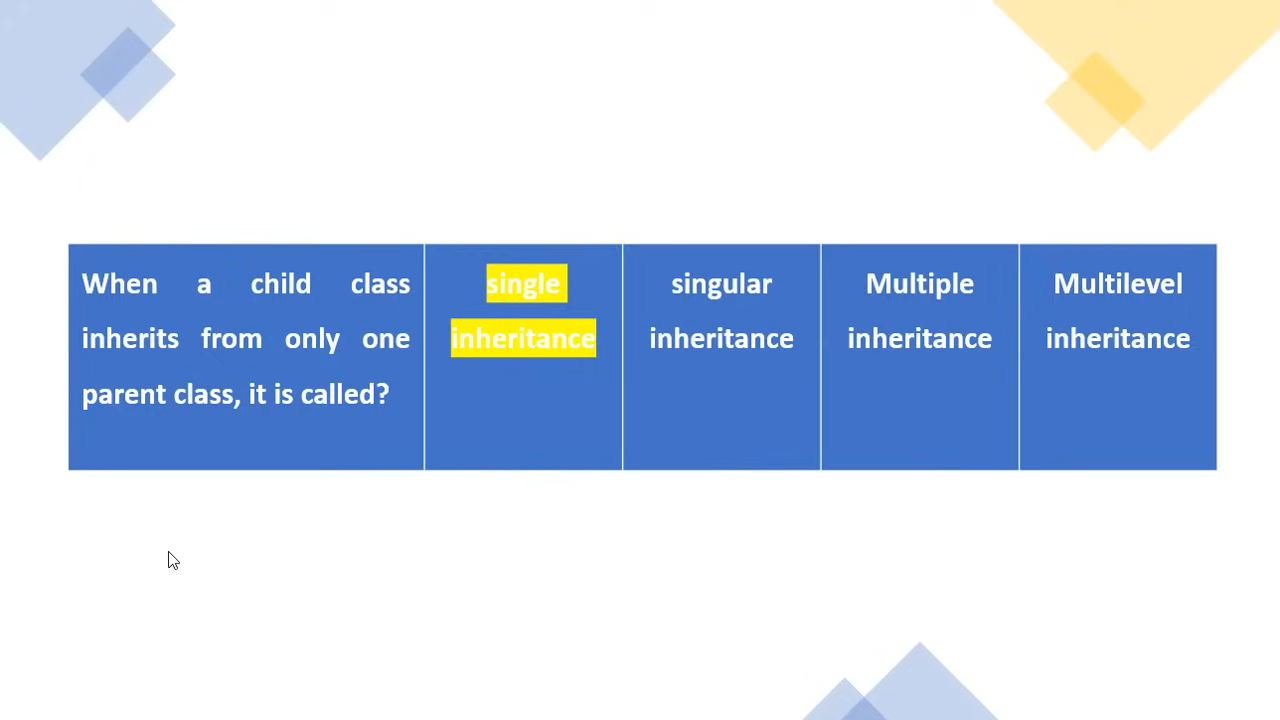 When a child class
inherits from only one
parent class, it is called?
single
inheritance
singular
inheritance
Multiple
inheritance
Multilevel
inheritance